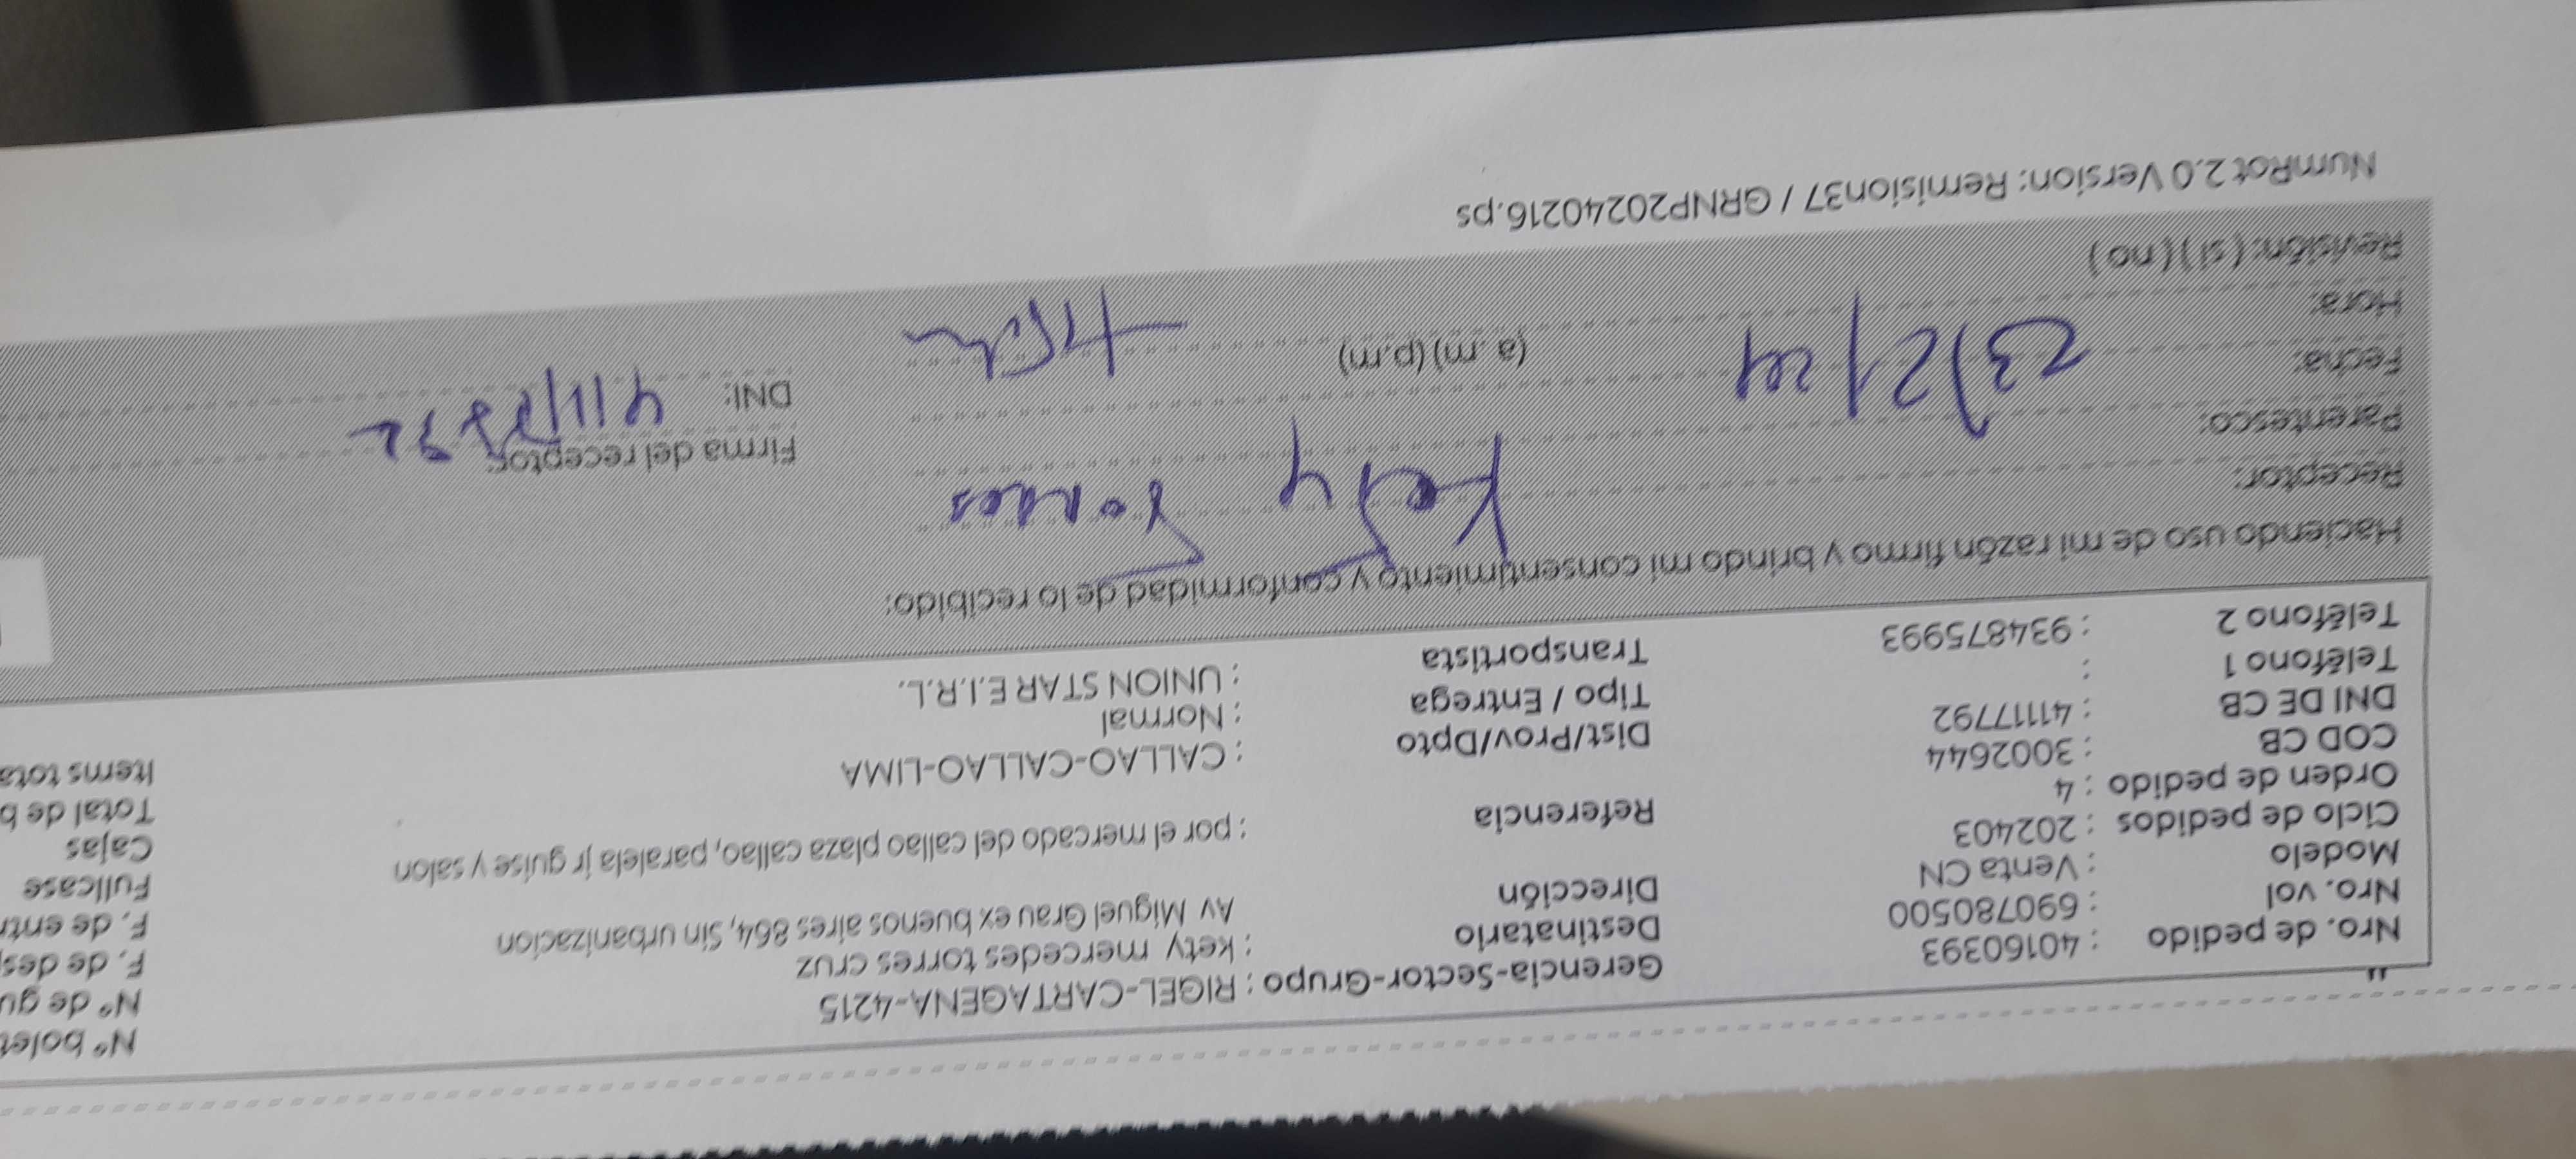 Nº bolet
Nº de gu
F. de des
F. de entr
Fullcase
Cajas
Total de b
Items tota
Nro. de pedido : 40160393
Nro. vol : 690780500
Modelo : Venta CN
Ciclo de pedidos : 202403
Orden de pedido : 4
COD CB : 3002644
DNI DE CB : 41117792
Teléfono 1 :
Teléfono 2 : 934875993
Gerencia-Sector-Grupo : RIGEL-CARTAGENA-4215
Destinatario : kety mercedes torres cruz
Dirección Av Miguel Grau ex buenos aires 864, Sin urbanizacion
Referencia : por el mercado del callao plaza callao, paralela jr guise y salon
Dist/Prov/Dpto : CALLAO-CALLAO-LIMA
Tipo / Entrega : Normal
Transportista : UNION STAR E.I.R.L.
Haciendo uso de mi razón firmo y brindo mi consentimiento y conformidad de lo recibido:
Receptor: Kety Torres
Parentesco:
Fecha: 23/2/24
Hora: (a.m) (p.m)
Revisión: (si) (no)
Firma del receptor:
DNI: 41117792
NumRot 2.0 Version: Remision37 / GRNP20240216.ps